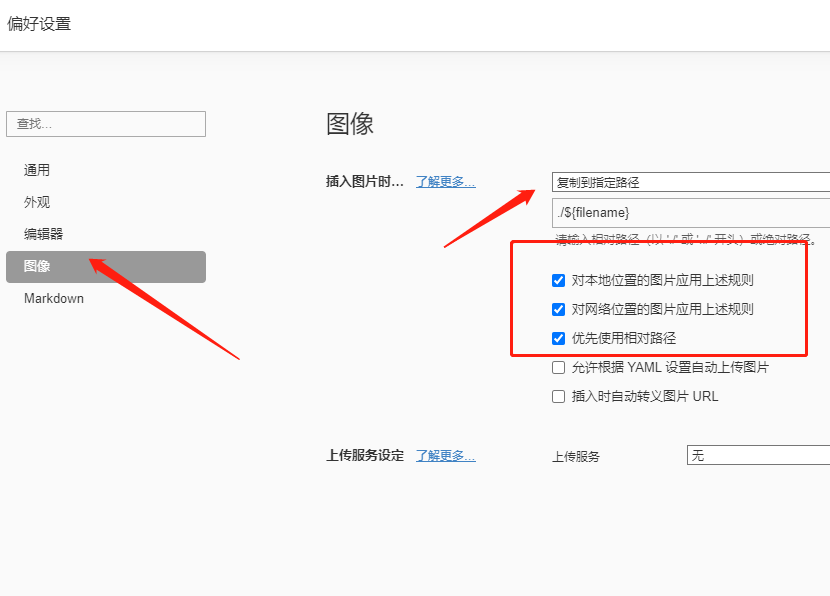 偏好设置
查找...
通用
外观
编辑器
图像
Markdown
图像
插入图片时... 了解更多...
复制到指定路径
./${filename}
请输入相对路径（以 './' 或 '../' 开头）或绝对路径。
对本地位置的图片应用上述规则
对网络位置的图片应用上述规则
优先使用相对路径
允许根据 YAML 设置自动上传图片
插入时自动转义图片 URL
上传服务设定 了解更多...
上传服务 无